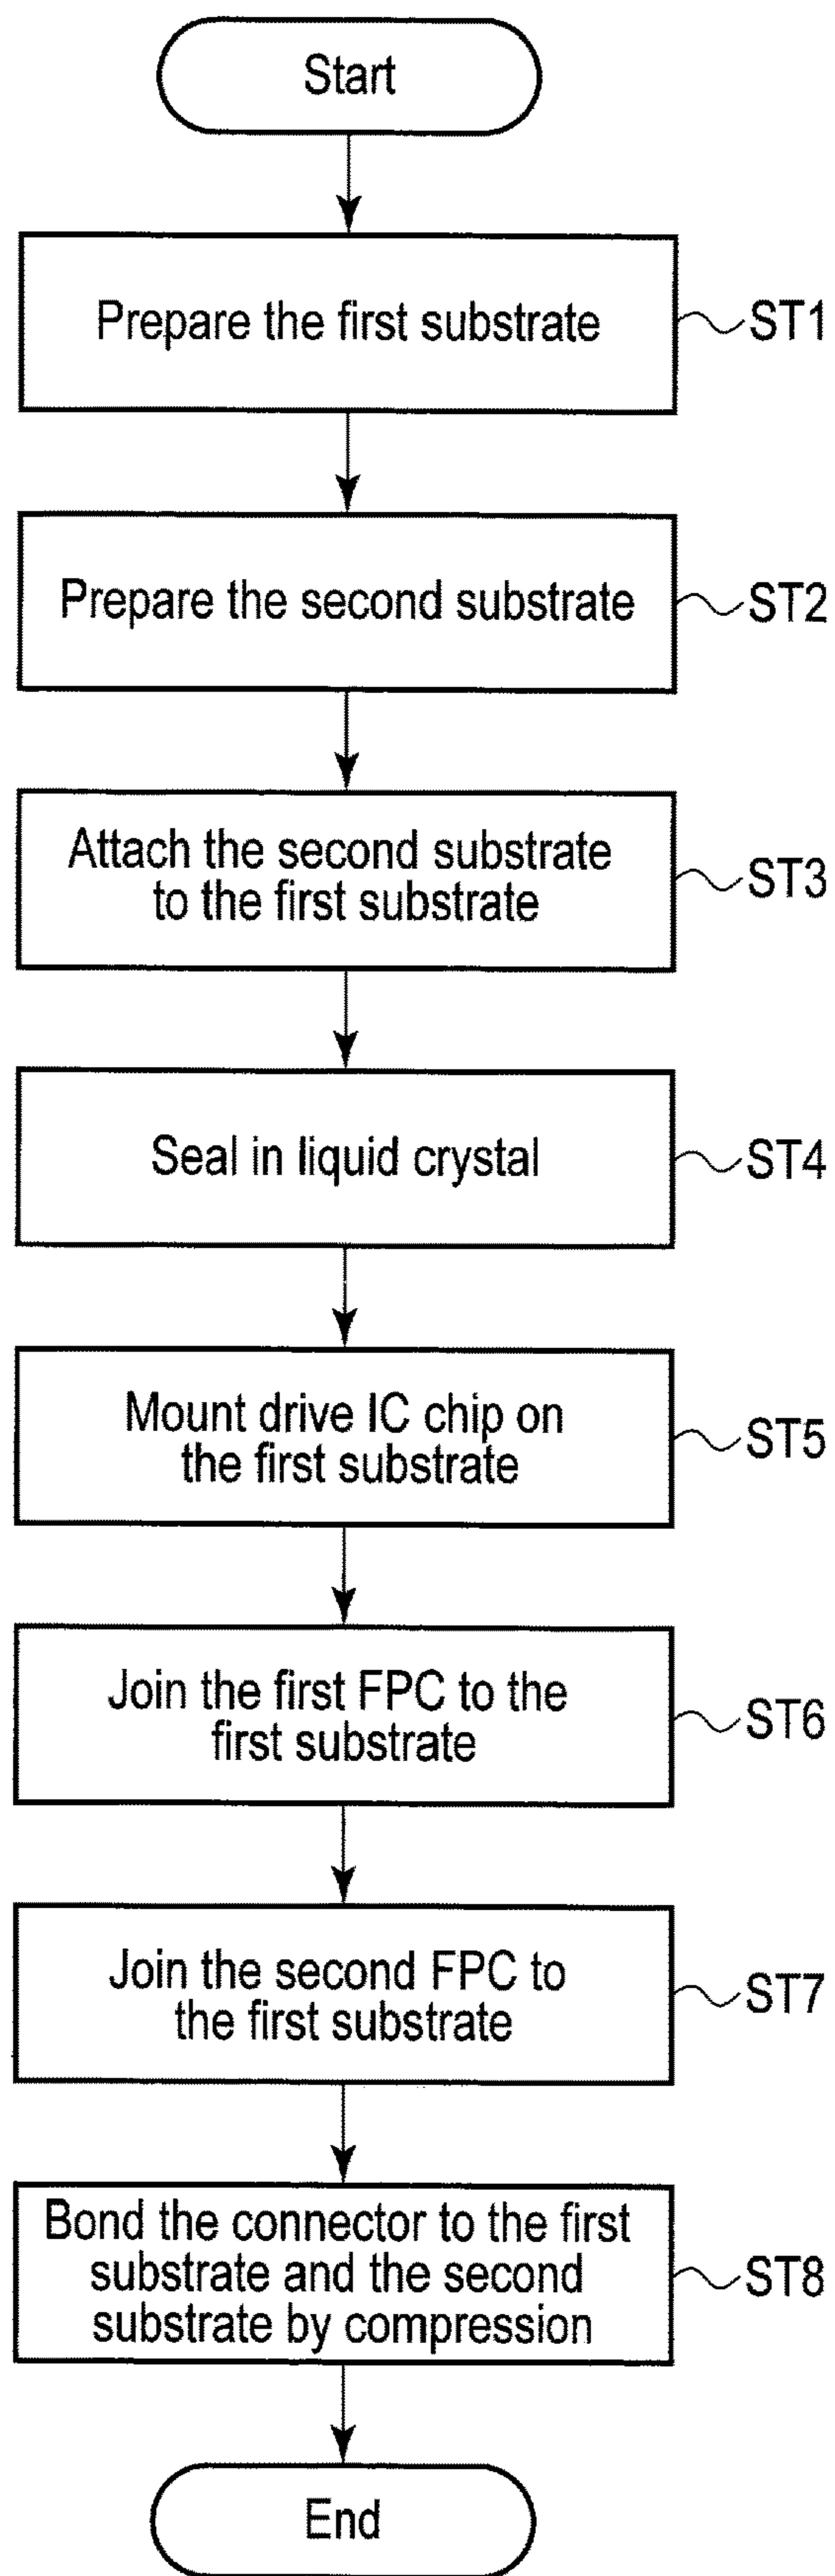 Start
Prepare the first substrate
ST1
Prepare the second substrate
ST2
Attach the second substrate
to the first substrate
ST3
Seal in liquid crystal
ST4
Mount drive IC chip on
the first substrate
ST5
Join the first FPC to the
first substrate
ST6
Join the second FPC to
the first substrate
ST7
Bond the connector to the first
substrate and the second
substrate by compression
ST8
End